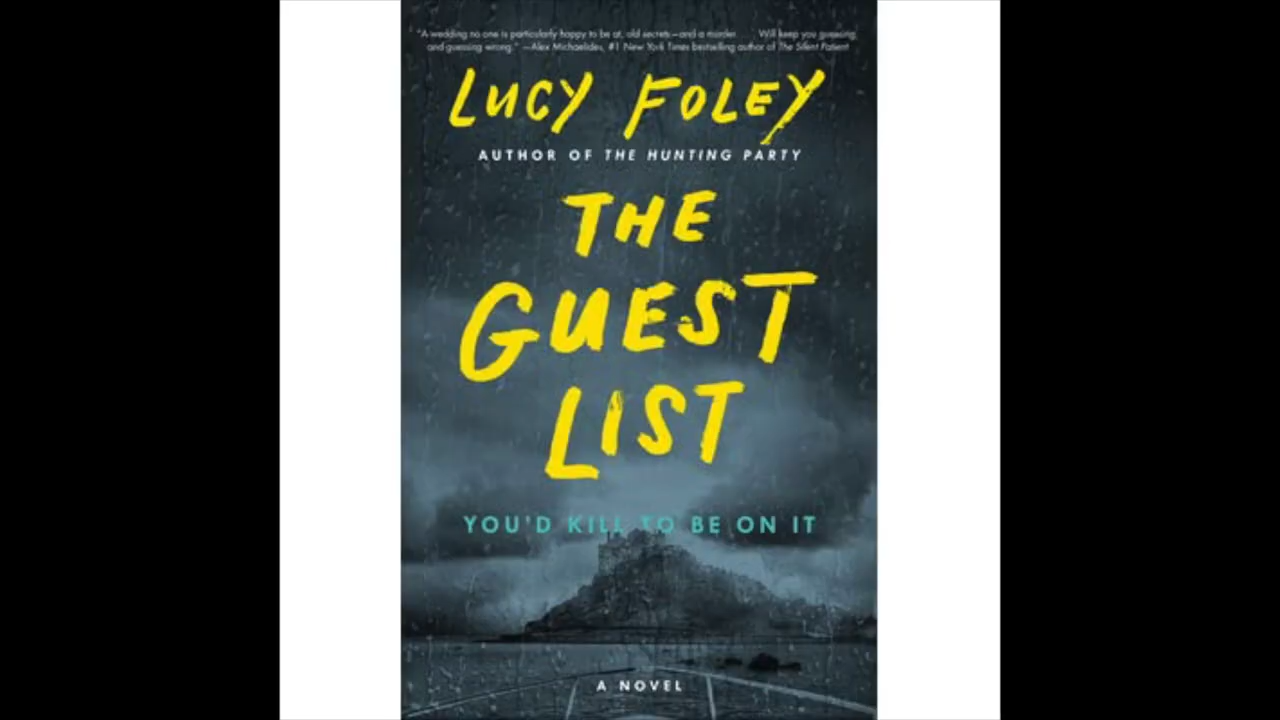 "A wedding no one is particularly happy to be at, old secrets—and a murder. . . . Will keep you guessing,
and guessing wrong." —Alex Michaelides, #1 New York Times bestselling author of The Silent Patient
LUCY FOLEY
AUTHOR OF THE HUNTING PARTY
THE
GUEST
LIST
YOU'D KILL TO BE ON IT
A NOVEL